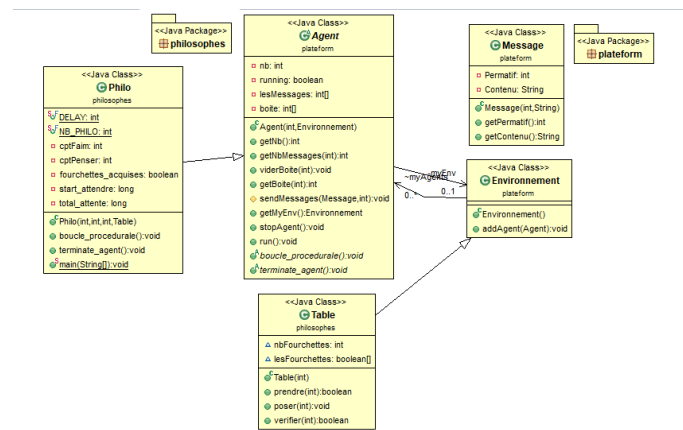 <<Java Package>>
philosophes
<<Java Class>>
Philo
philosophes
DELAY: int
NB_PHILO: int
cptFaim: int
cptPenser: int
fourchettes_acquises: boolean
start_attendre: long
total_attente: long
Philo(int,int,int,Table)
boucle_procedurale():void
terminate_agent():void
main(String[]):void
<<Java Class>>
Agent
plateform
nb: int
running: boolean
lesMessages: int[]
boite: int[]
Agent(int,Environnement)
getNb():int
getNbMessages(int):int
viderBoite(int):void
getBoite(int):int
sendMessages(Message,int):void
getMyEnv():Environnement
stopAgent():void
run():void
boucle_procedurale():void
terminate_agent():void
<<Java Class>>
Message
plateform
Permatif: int
Contenu: String
Message(int,String)
getPermatif():int
getContenu():String
<<Java Package>>
plateform
~myEnv
~myAgents
0..*
0..1
<<Java Class>>
Environnement
plateform
Environnement()
addAgent(Agent):void
<<Java Class>>
Table
philosophes
nbFourchettes: int
lesFourchettes: boolean[]
Table(int)
prendre(int):boolean
poser(int):void
verifier(int):boolean